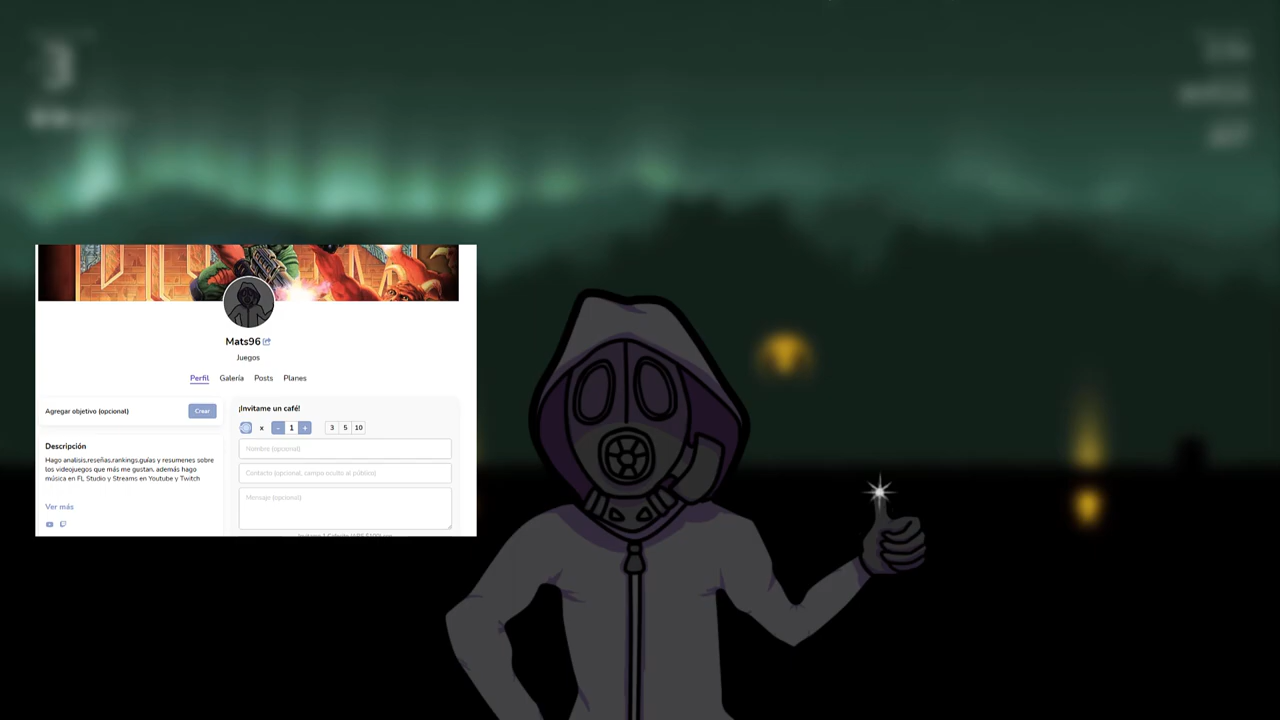 3
Mats96
Juegos
Perfil Galería Posts Planes
Agregar objetivo (opcional) Crear
Descripción
Hago analisis,reseñas,rankings,guías y resumenes sobre
los videojuegos que más me gustan, además hago
música en FL Studio y Streams en Youtube y Twitch
Ver más
¡Invitame un café!
x - 1 + 3 5 10
Nombre (opcional)
Contacto (opcional, campo oculto al público)
Mensaje (opcional)